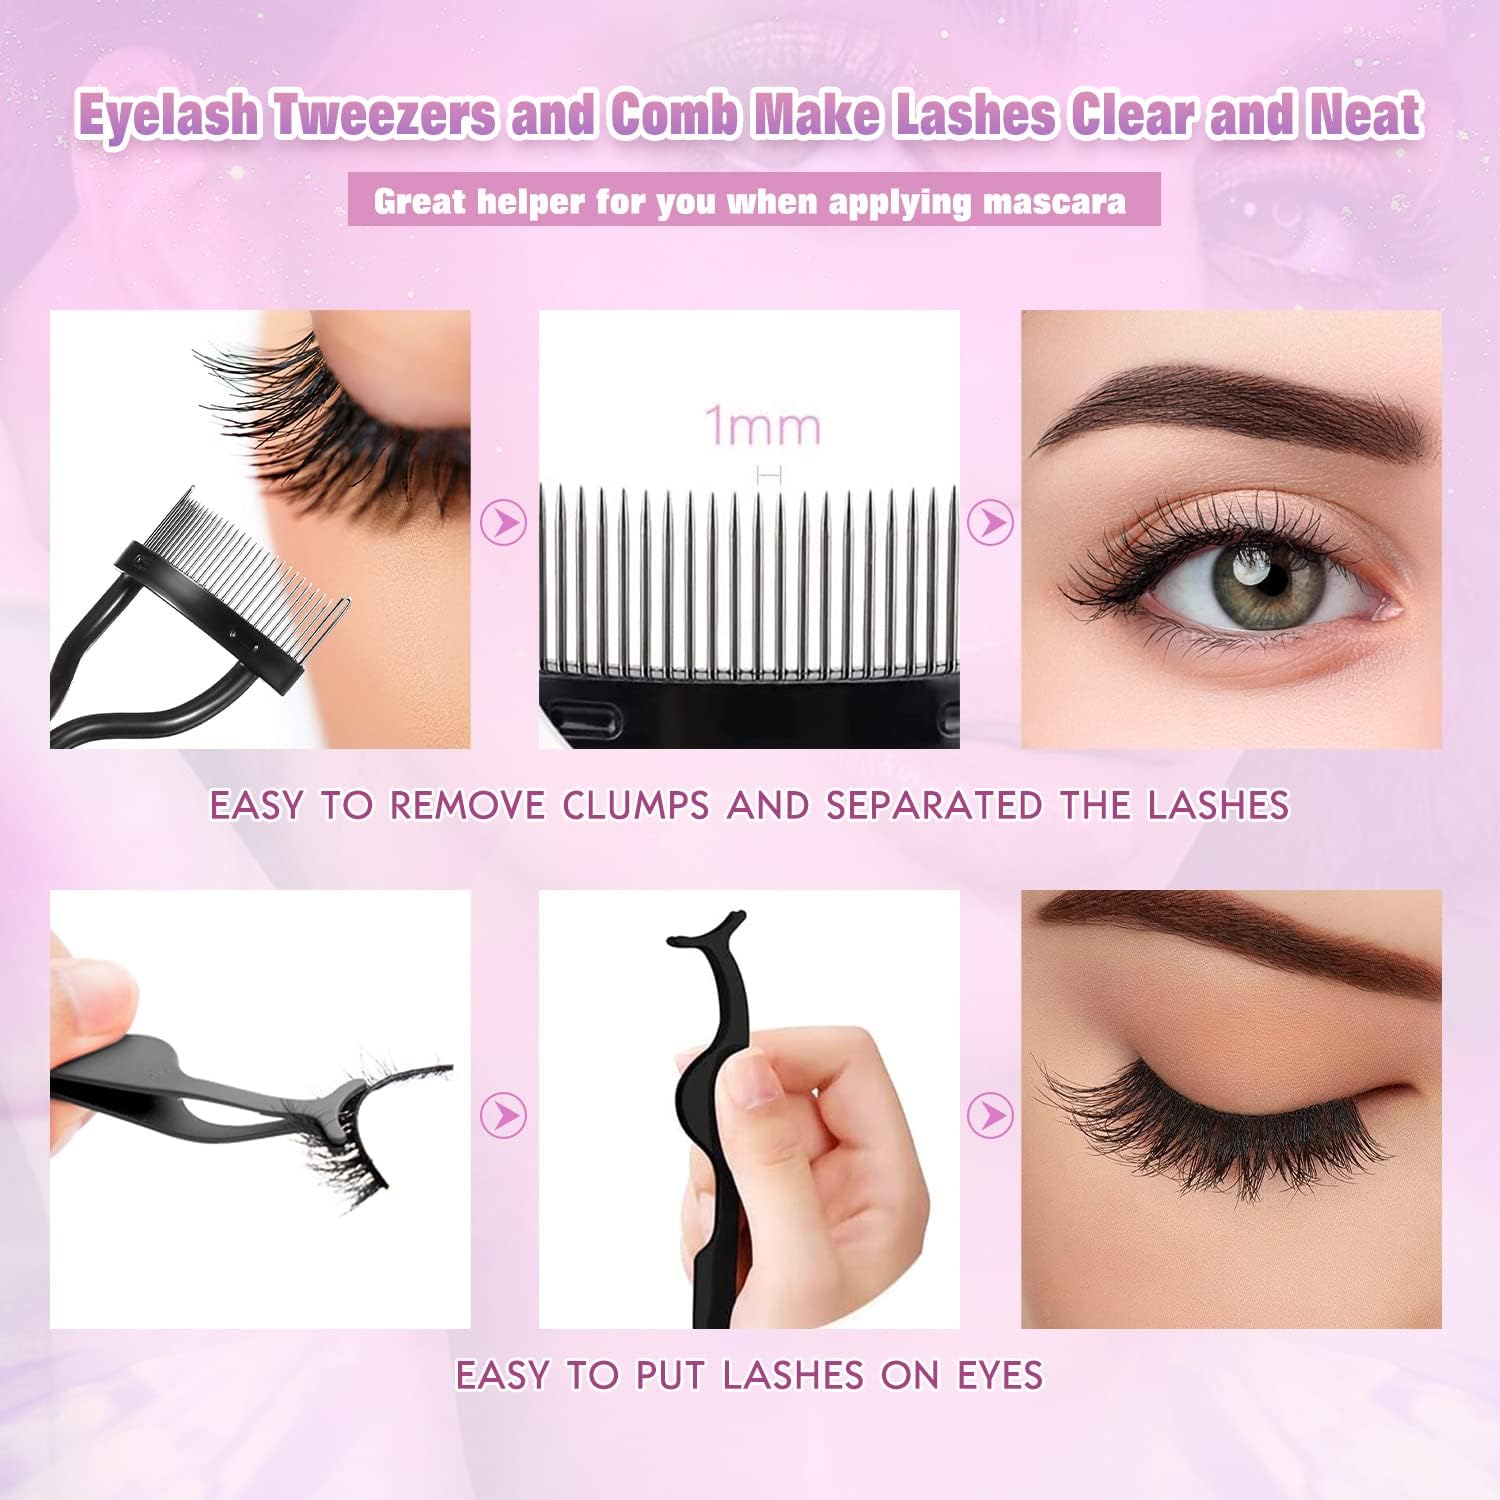 Eyelash Tweezers and Comb Make Lashes Clear and Neat
Great helper for you when applying mascara
1mm
EASY TO REMOVE CLUMPS AND SEPARATED THE LASHES
EASY TO PUT LASHES ON EYES